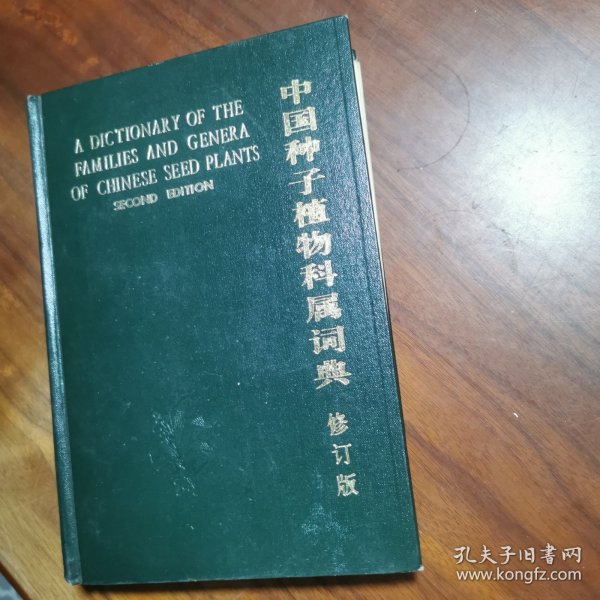 A DICTIONARY OF THE
FAMILIES AND GENERA
OF CHINESE SEED PLANTS
SECOND EDITION
中国种子植物科属词典
修订版
孔夫子旧书网
www.kongfz.com